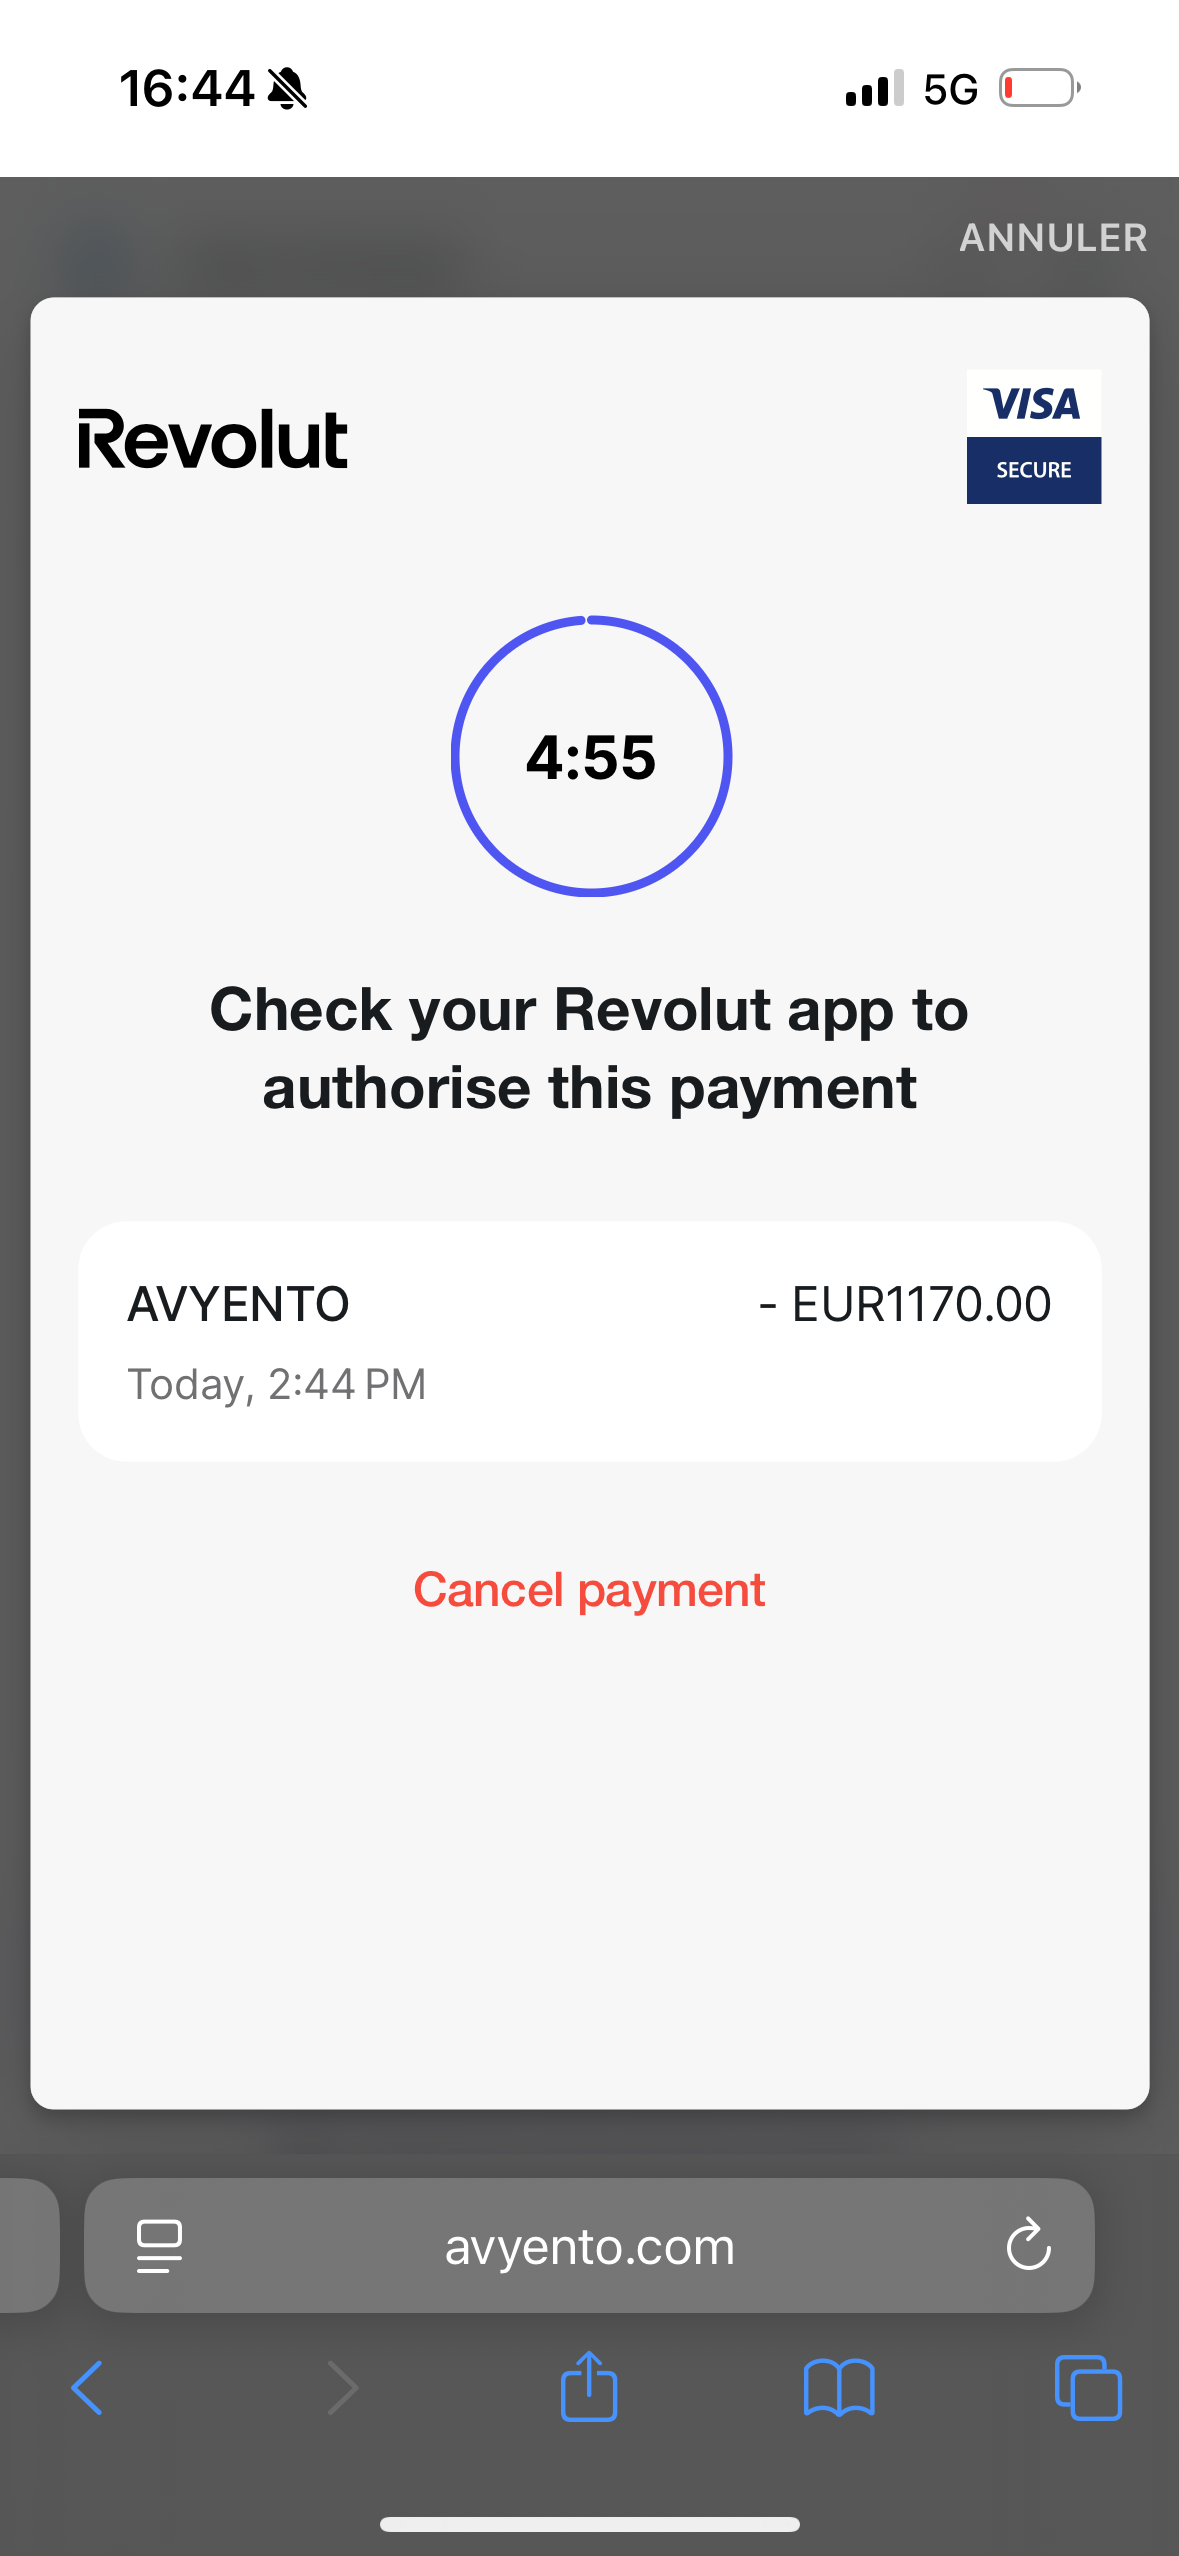 16:44
5G
ANNULER
Revolut
VISA
SECURE
4:55
Check your Revolut app to
authorise this payment
AVYENTO - EUR1170.00
Today, 2:44 PM
Cancel payment
avyento.com